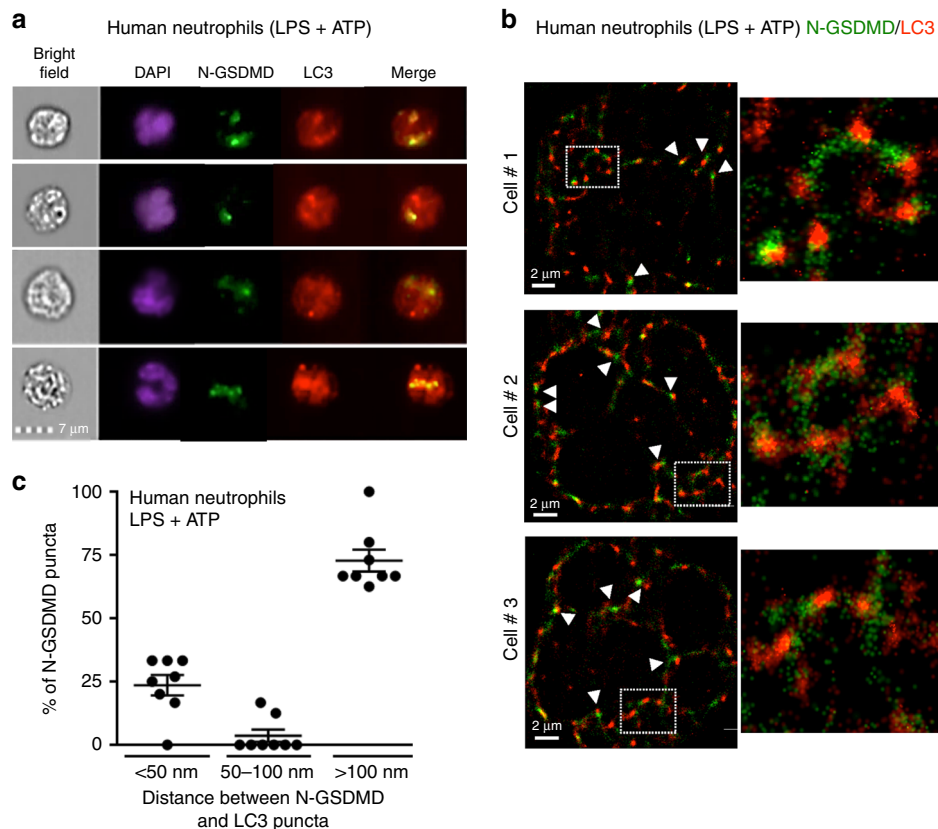 a
Human neutrophils (LPS + ATP)
Bright
field
DAPI
N-GSDMD
LC3
Merge
7 µm
b
Human neutrophils (LPS + ATP) N-GSDMD/LC3
Cell # 1
2 µm
Cell # 2
2 µm
Cell # 3
2 µm
c
Human neutrophils
LPS + ATP
% of N-GSDMD puncta
100
75
50
25
0
<50 nm
50–100 nm
>100 nm
Distance between N-GSDMD
and LC3 puncta